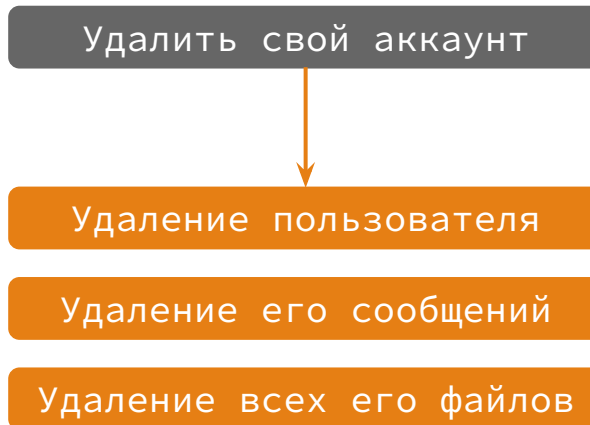 Удалить свой аккаунт
Удаление пользователя
Удаление его сообщений
Удаление всех его файлов